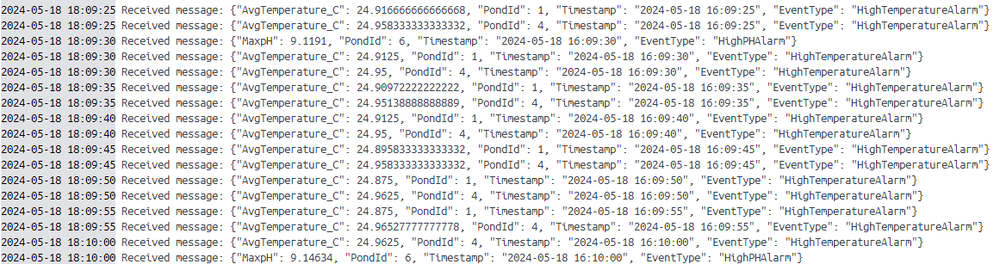 2024-05-18 18:09:25 Received message: {"AvgTemperature_C": 24.916666666666668, "PondId": 1, "Timestamp": "2024-05-18 16:09:25", "EventType": "HighTemperatureAlarm"}
2024-05-18 18:09:25 Received message: {"AvgTemperature_C": 24.958333333333332, "PondId": 4, "Timestamp": "2024-05-18 16:09:25", "EventType": "HighTemperatureAlarm"}
2024-05-18 18:09:30 Received message: {"MaxpH": 9.1191, "PondId": 6, "Timestamp": "2024-05-18 16:09:30", "EventType": "HighPHAlarm"}
2024-05-18 18:09:30 Received message: {"AvgTemperature_C": 24.9125, "PondId": 1, "Timestamp": "2024-05-18 16:09:30", "EventType": "HighTemperatureAlarm"}
2024-05-18 18:09:30 Received message: {"AvgTemperature_C": 24.95, "PondId": 4, "Timestamp": "2024-05-18 16:09:30", "EventType": "HighTemperatureAlarm"}
2024-05-18 18:09:35 Received message: {"AvgTemperature_C": 24.90972222222222, "PondId": 1, "Timestamp": "2024-05-18 16:09:35", "EventType": "HighTemperatureAlarm"}
2024-05-18 18:09:35 Received message: {"AvgTemperature_C": 24.95138888888889, "PondId": 4, "Timestamp": "2024-05-18 16:09:35", "EventType": "HighTemperatureAlarm"}
2024-05-18 18:09:40 Received message: {"AvgTemperature_C": 24.9125, "PondId": 1, "Timestamp": "2024-05-18 16:09:40", "EventType": "HighTemperatureAlarm"}
2024-05-18 18:09:40 Received message: {"AvgTemperature_C": 24.95, "PondId": 4, "Timestamp": "2024-05-18 16:09:40", "EventType": "HighTemperatureAlarm"}
2024-05-18 18:09:45 Received message: {"AvgTemperature_C": 24.895833333333332, "PondId": 1, "Timestamp": "2024-05-18 16:09:45", "EventType": "HighTemperatureAlarm"}
2024-05-18 18:09:45 Received message: {"AvgTemperature_C": 24.958333333333332, "PondId": 4, "Timestamp": "2024-05-18 16:09:45", "EventType": "HighTemperatureAlarm"}
2024-05-18 18:09:50 Received message: {"AvgTemperature_C": 24.875, "PondId": 1, "Timestamp": "2024-05-18 16:09:50", "EventType": "HighTemperatureAlarm"}
2024-05-18 18:09:50 Received message: {"AvgTemperature_C": 24.9625, "PondId": 4, "Timestamp": "2024-05-18 16:09:50", "EventType": "HighTemperatureAlarm"}
2024-05-18 18:09:55 Received message: {"AvgTemperature_C": 24.875, "PondId": 1, "Timestamp": "2024-05-18 16:09:55", "EventType": "HighTemperatureAlarm"}
2024-05-18 18:09:55 Received message: {"AvgTemperature_C": 24.96527777777778, "PondId": 4, "Timestamp": "2024-05-18 16:09:55", "EventType": "HighTemperatureAlarm"}
2024-05-18 18:10:00 Received message: {"AvgTemperature_C": 24.9625, "PondId": 4, "Timestamp": "2024-05-18 16:10:00", "EventType": "HighTemperatureAlarm"}
2024-05-18 18:10:00 Received message: {"MaxpH": 9.14634, "PondId": 6, "Timestamp": "2024-05-18 16:10:00", "EventType": "HighPHAlarm"}